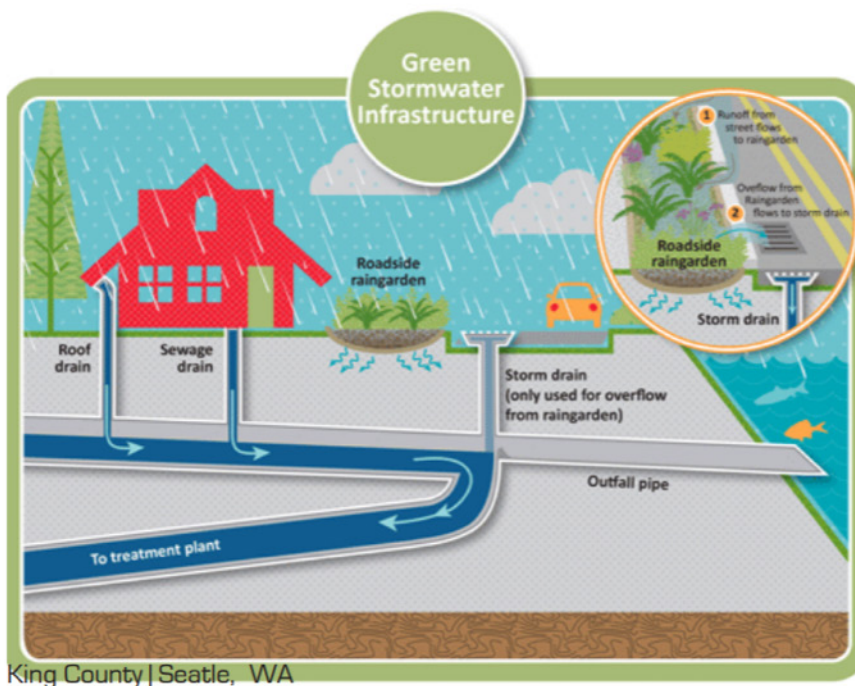 Green
Stormwater
Infrastructure
1 Runoff from
street flows
to raingarden
Oveflow from
2 Raingarden
flows to storm drain
Roadside
raingarden
Storm drain
Roadside
raingarden
Roof
drain
Sewage
drain
Storm drain
(only used for overflow
from raingarden)
Outfall pipe
To treatment plant
King County|Seatle, WA